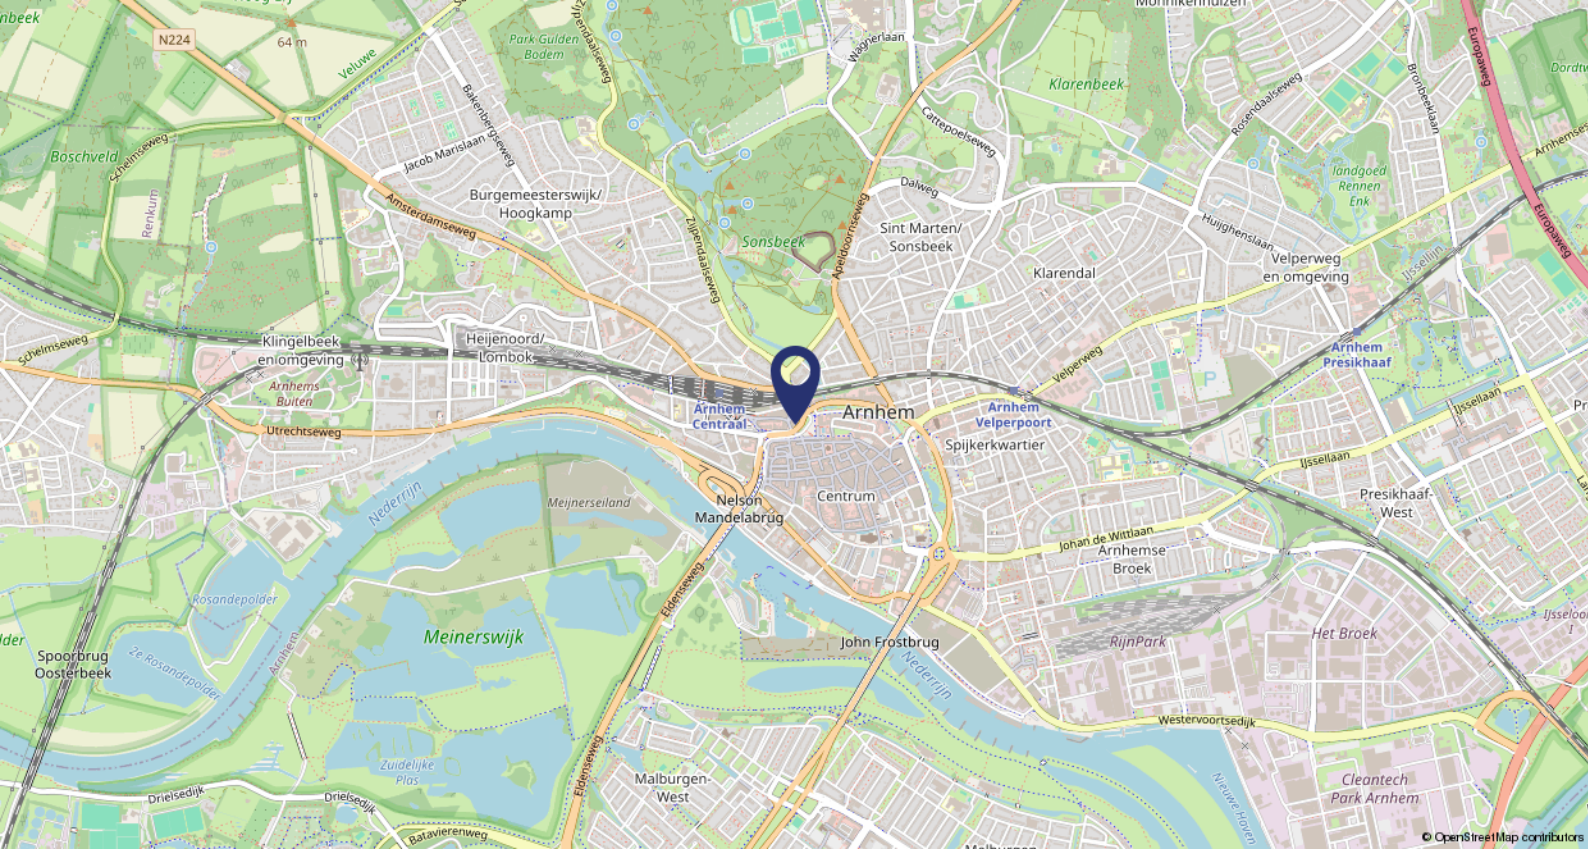 Monnikenhuizen
N224
64 m
Veluwe
Park Gulden
Bodem
Wagnerlaan
Klarenbeek
Europaweg
Bakenbergseweg
Cattepoelseweg
Rosendaalseweg
Bronbeeklaan
Boschveld
Schelmseweg
Jacob Marislaan
Renkum
Amsterdamseweg
Burgemeesterswijk/
Hoogkamp
Zijpendaalseweg
Sonsbeek
Apeldoornseweg
Dalweg
Sint Marten/
Sonsbeek
Huijghenslaan
landgoed
Rennen
Enk
Europaweg
Klarendal
Velperweg
en omgeving
IJssellijn
Schelmseweg
Klingelbeek
en omgeving
Heijenoord/
Lombok
Arnhem
Presikhaaf
Velperweg
Arnhems
Buiten
Arnhem
Centraal
Arnhem
Arnhem
Velperpoort
P
IJssellaan
Utrechtseweg
Spijkerkwartier
IJssellaan
Nederrijn
Meijnerseiland
Nelson
Mandelabrug
Centrum
Presikhaaf-
West
Johan de Wittlaan
Arnhemse
Broek
Eldenseweg
Rosandepolder
Meinerswijk
John Frostbrug
RijnPark
Het Broek
Arnhem
Spoorbrug
Oosterbeek
2e Rosandepolder
Nederrijn
Westervoortsedijk
Zuidelijke
Plas
Eldenseweg
Malburgen-
West
Nieuwe Haven
Cleantech
Park Arnhem
Drielsedijk
Drielsedijk
Batavierenweg
© OpenStreetMap contributors